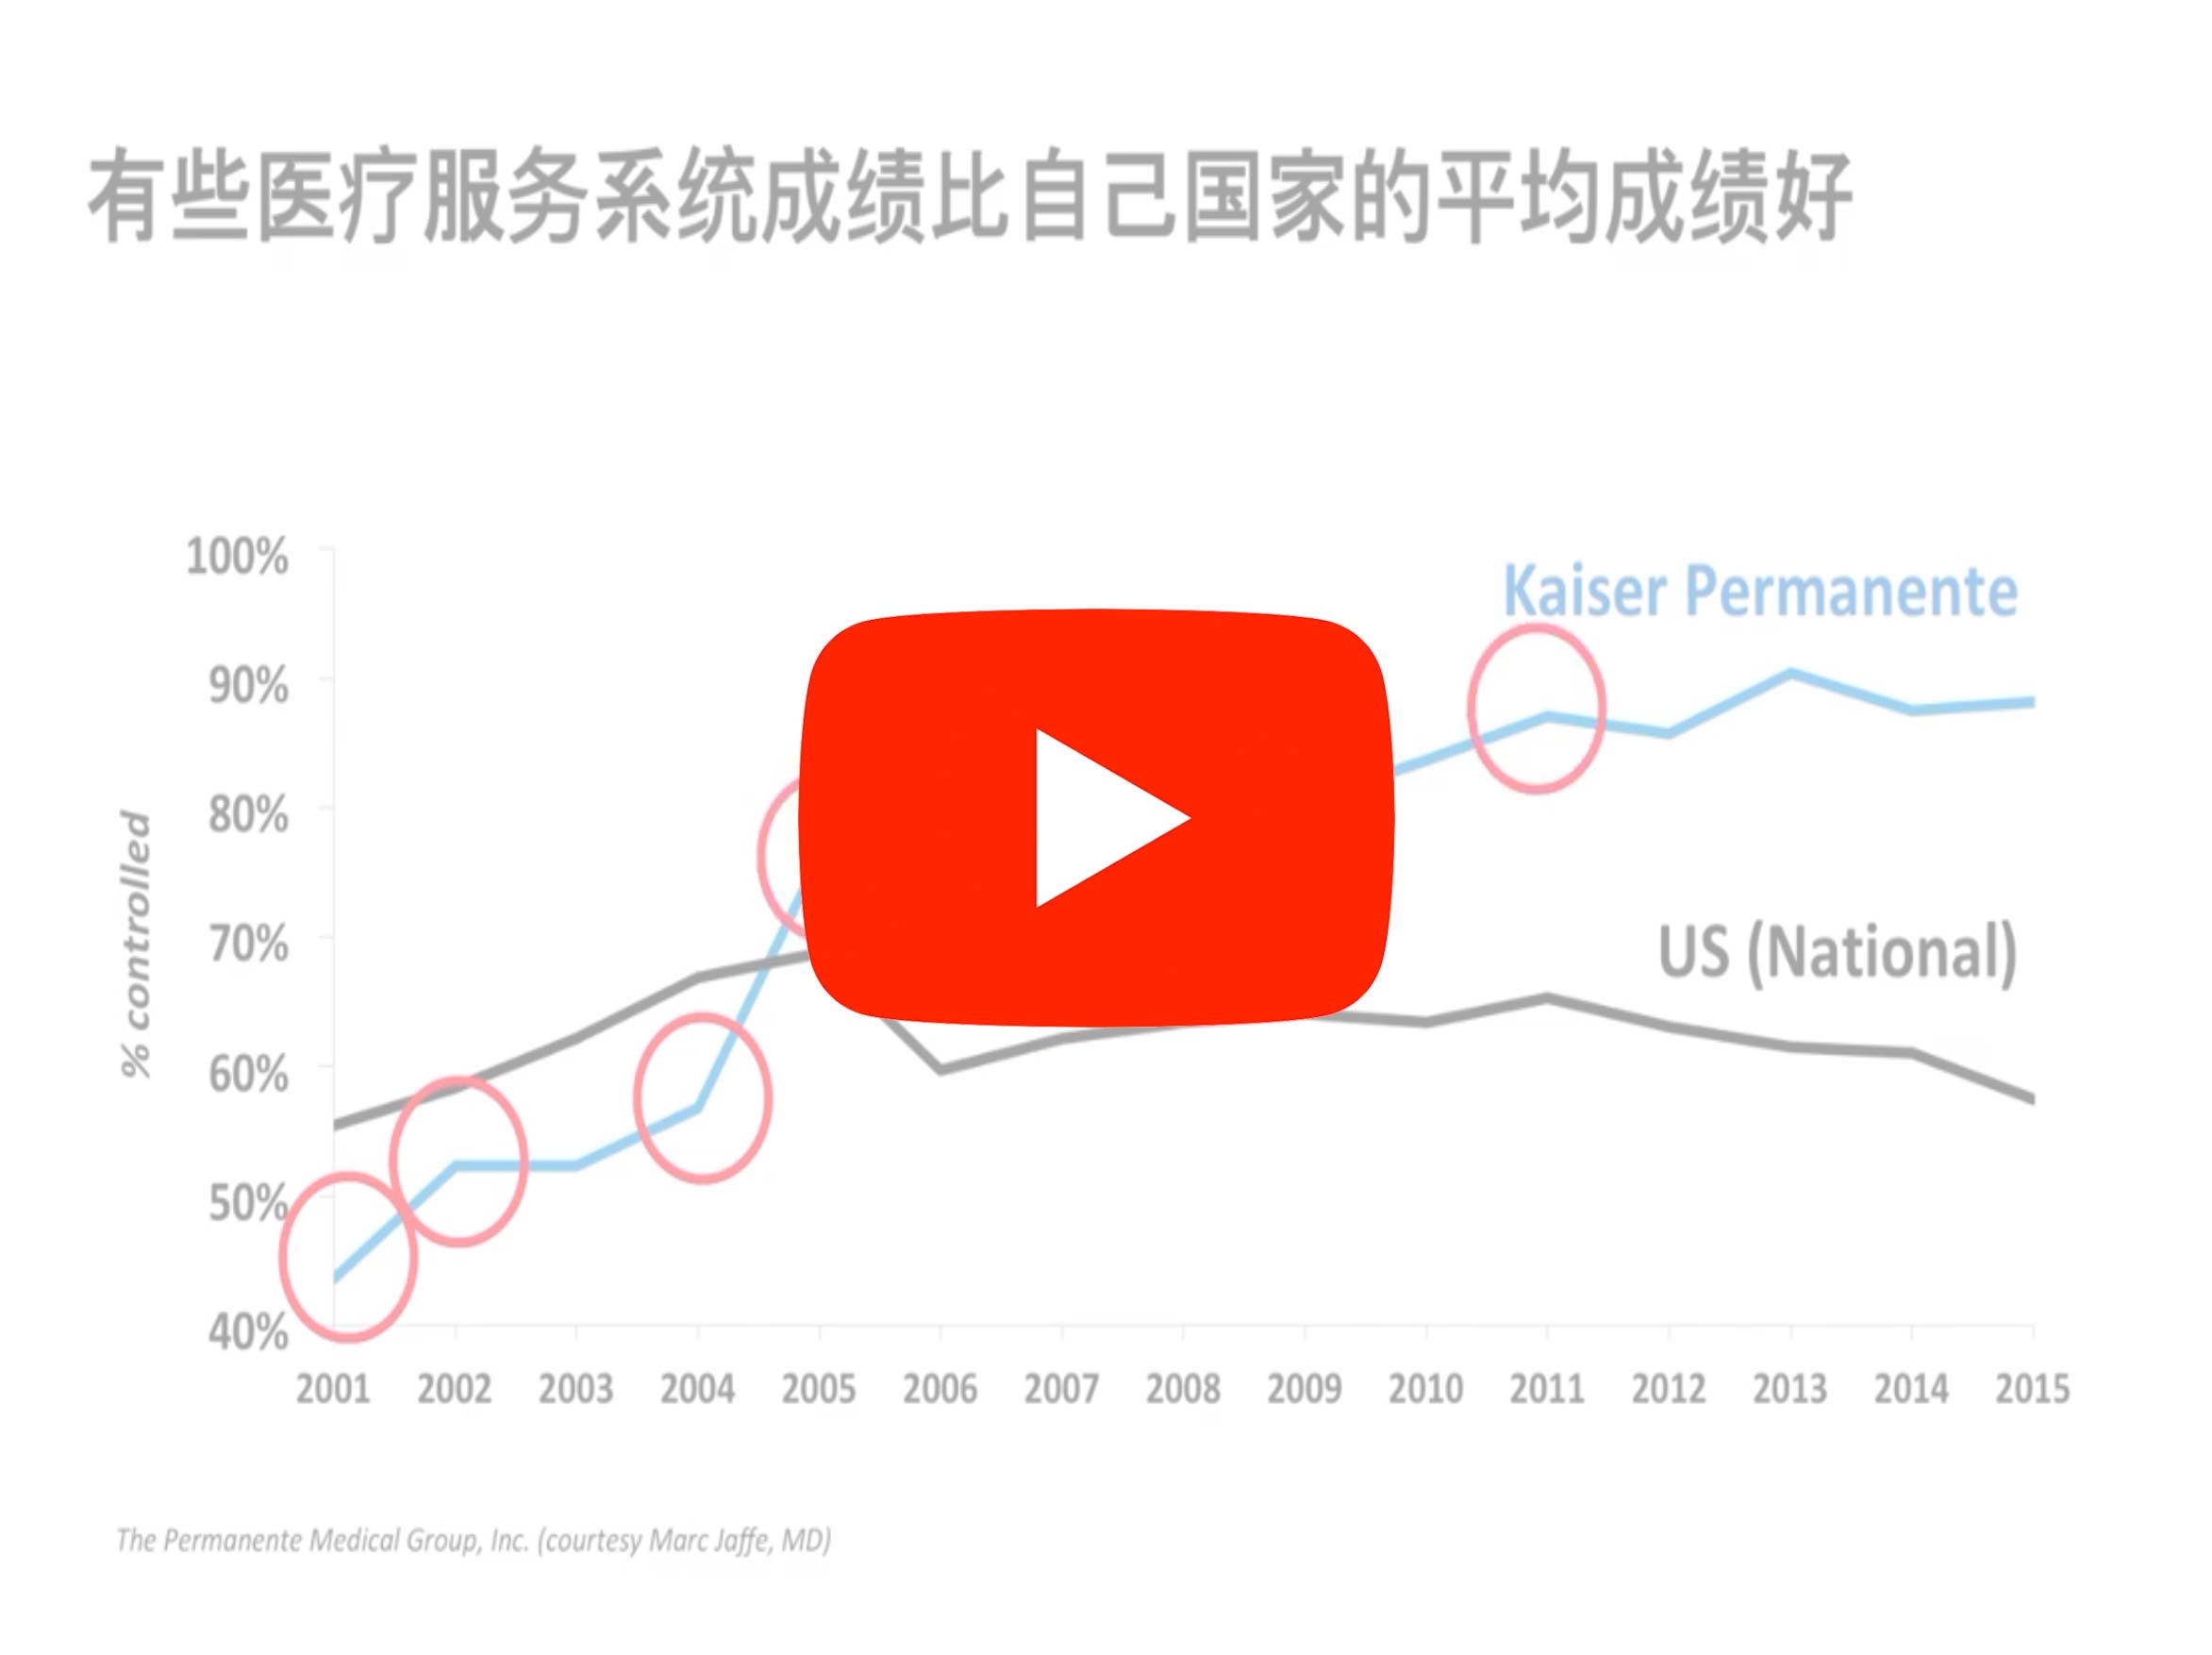 有些医疗服务系统成绩比自己国家的平均成绩好
100%
Kaiser Permanente
90%
80%
% controlled
70%
US (National)
60%
50%
40%
2001 2002 2003 2004 2005 2006 2007 2008 2009 2010 2011 2012 2013 2014 2015
The Permanente Medical Group, Inc. (courtesy Marc Jaffe, MD)